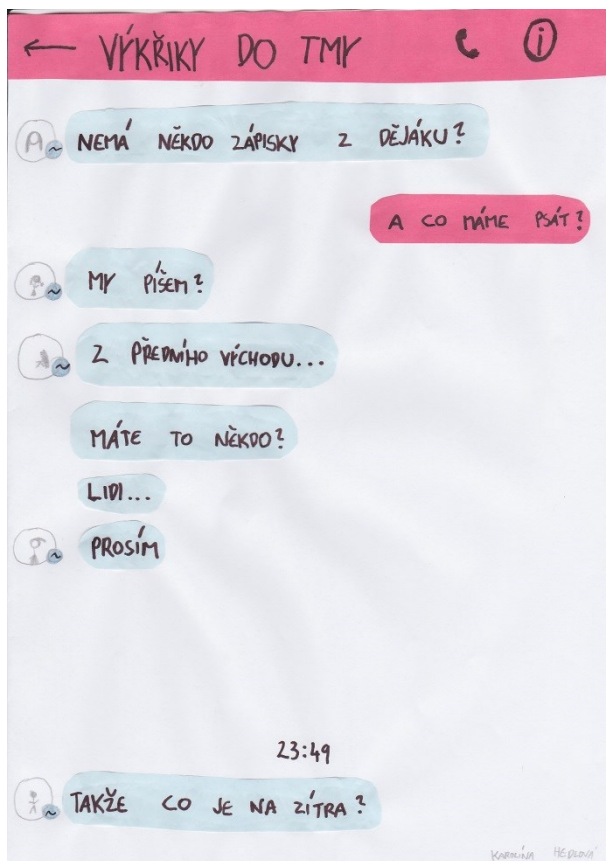 VÝKŘIKY DO TMY
A
NEMÁ NĚKDO ZÁPISKY Z DĚJÁKU?
A CO MÁME PSÁT?
MY PÍŠEM?
Z PŘEDNÍHO VÝCHODU...
MÁTE TO NĚKDO?
LIDI...
PROSÍM
23:49
TAKŽE CO JE NA ZÍTRA?
KAROLÍNA HEDLOVÁ